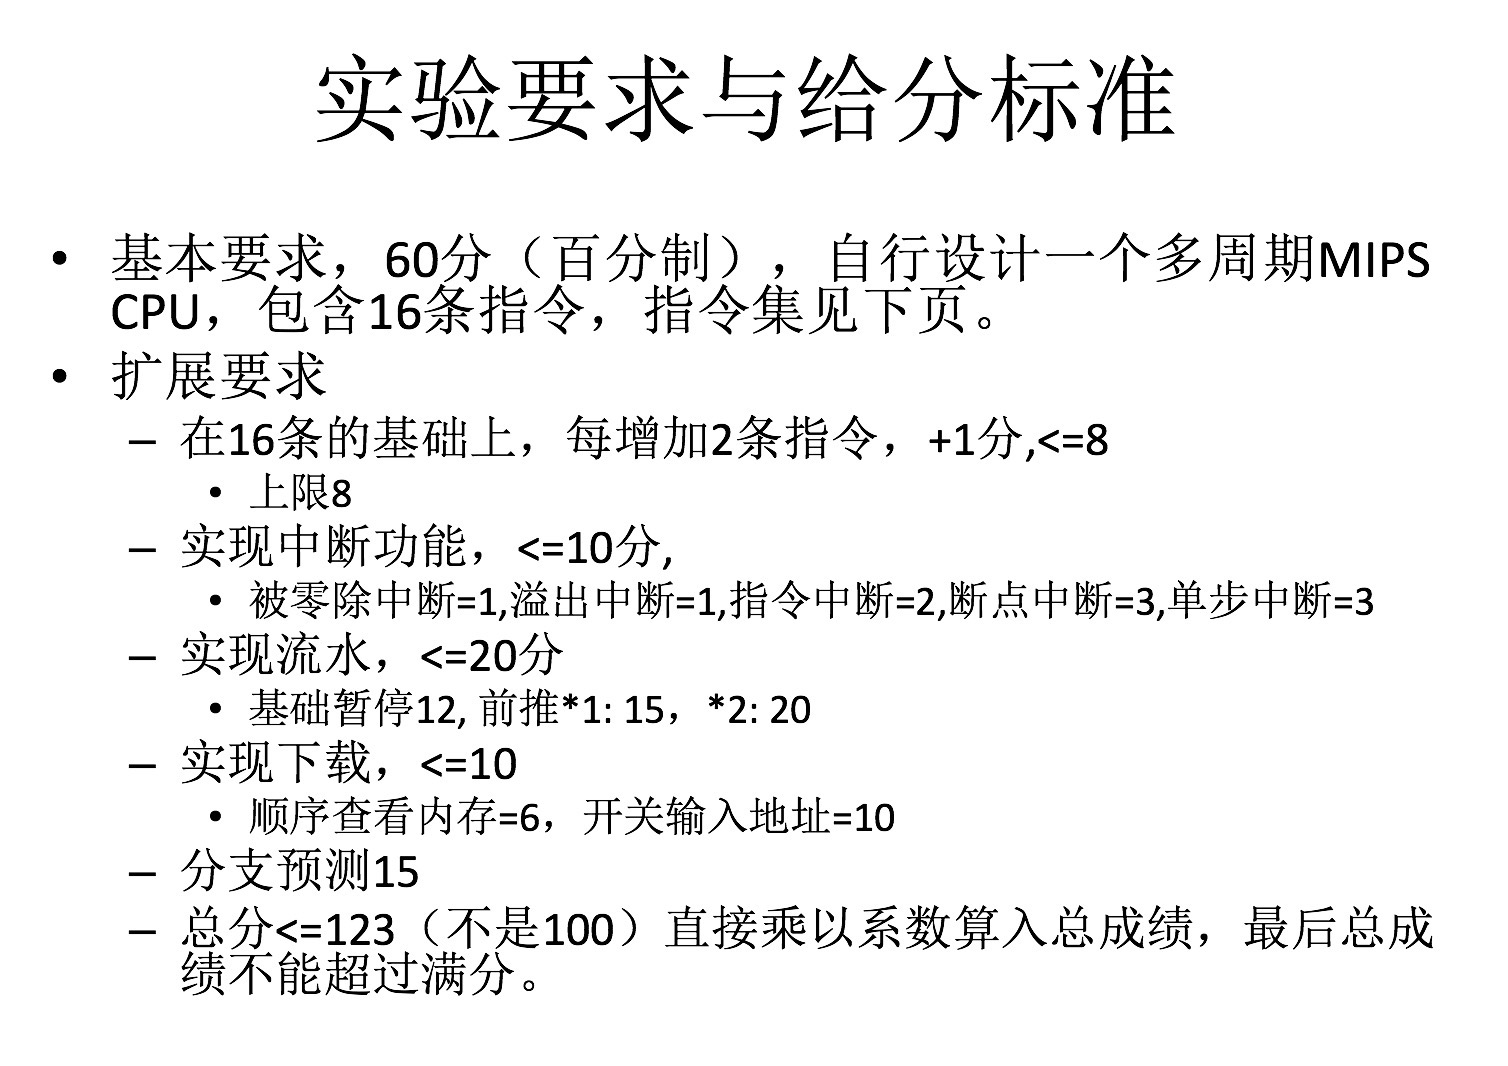 实验要求与给分标准
• 基本要求，60分（百分制），自行设计一个多周期MIPS
CPU，包含16条指令，指令集见下页。
• 扩展要求
– 在16条的基础上，每增加2条指令，+1分,<=8
• 上限8
– 实现中断功能，<=10分,
• 被零除中断=1,溢出中断=1,指令中断=2,断点中断=3,单步中断=3
– 实现流水，<=20分
• 基础暂停12, 前推*1: 15，*2: 20
– 实现下载，<=10
• 顺序查看内存=6，开关输入地址=10
– 分支预测15
– 总分<=123（不是100）直接乘以系数算入总成绩，最后总成
绩不能超过满分。